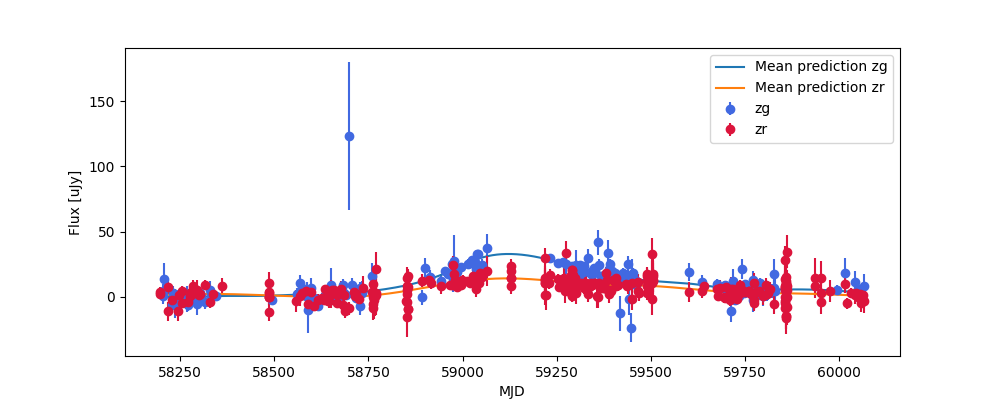 Mean prediction zg
Mean prediction zr
zg
zr
150
100
50
0
Flux [uJy]
58250 58500 58750 59000 59250 59500 59750 60000
MJD